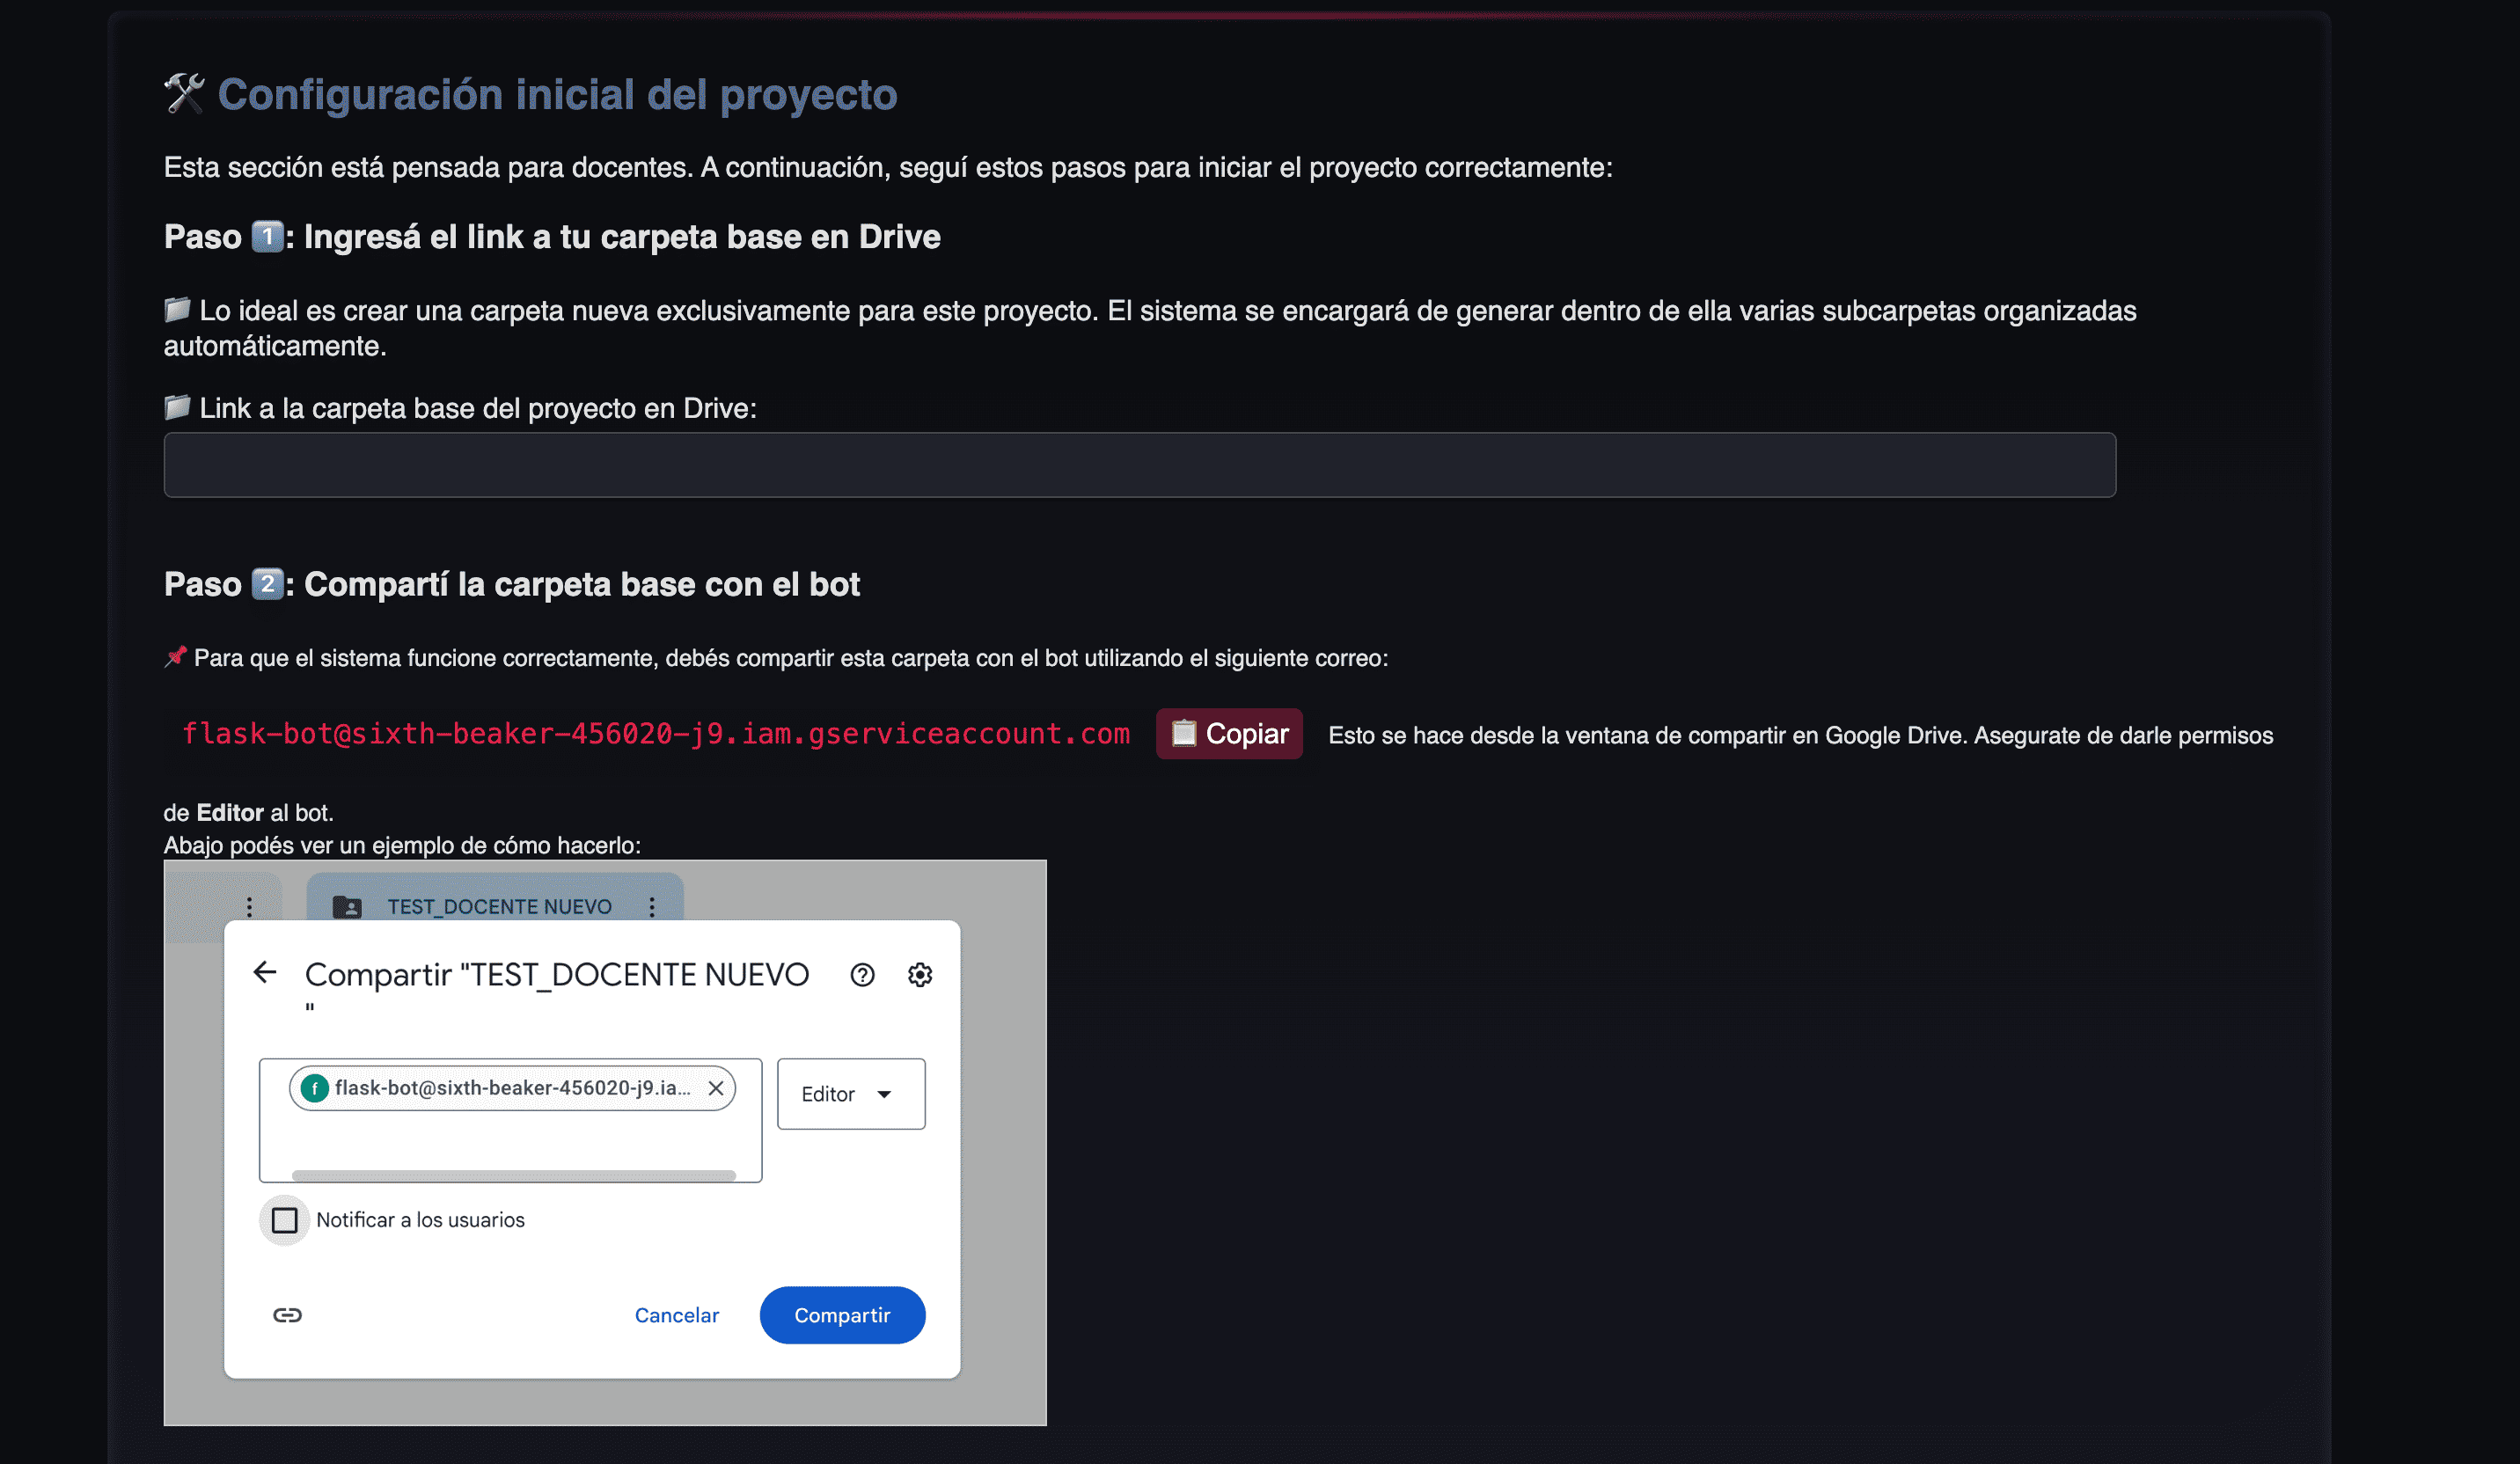 🛠️ Configuración inicial del proyecto
Esta sección está pensada para docentes. A continuación, seguí estos pasos para iniciar el proyecto correctamente:
Paso 1️⃣: Ingresá el link a tu carpeta base en Drive
📁 Lo ideal es crear una carpeta nueva exclusivamente para este proyecto. El sistema se encargará de generar dentro de ella varias subcarpetas organizadas
automáticamente.
📁 Link a la carpeta base del proyecto en Drive:
Paso 2️⃣: Compartí la carpeta base con el bot
📌 Para que el sistema funcione correctamente, debés compartir esta carpeta con el bot utilizando el siguiente correo:
flask-bot@sixth-beaker-456020-j9.iam.gserviceaccount.com 📋 Copiar Esto se hace desde la ventana de compartir en Google Drive. Asegurate de darle permisos
de Editor al bot.
Abajo podés ver un ejemplo de cómo hacerlo:
TEST_DOCENTE NUEVO
Compartir "TEST_DOCENTE NUEVO
"
f flask-bot@sixth-beaker-456020-j9.ia...
Editor
Notificar a los usuarios
Cancelar Compartir